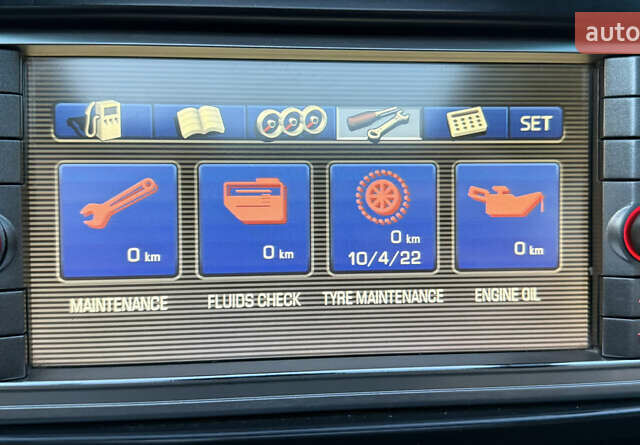 auto
SET
0 km
0 km
0 km
10/4/22
0 km
MAINTENANCE
FLUIDS CHECK
TYRE MAINTENANCE
ENGINE OIL